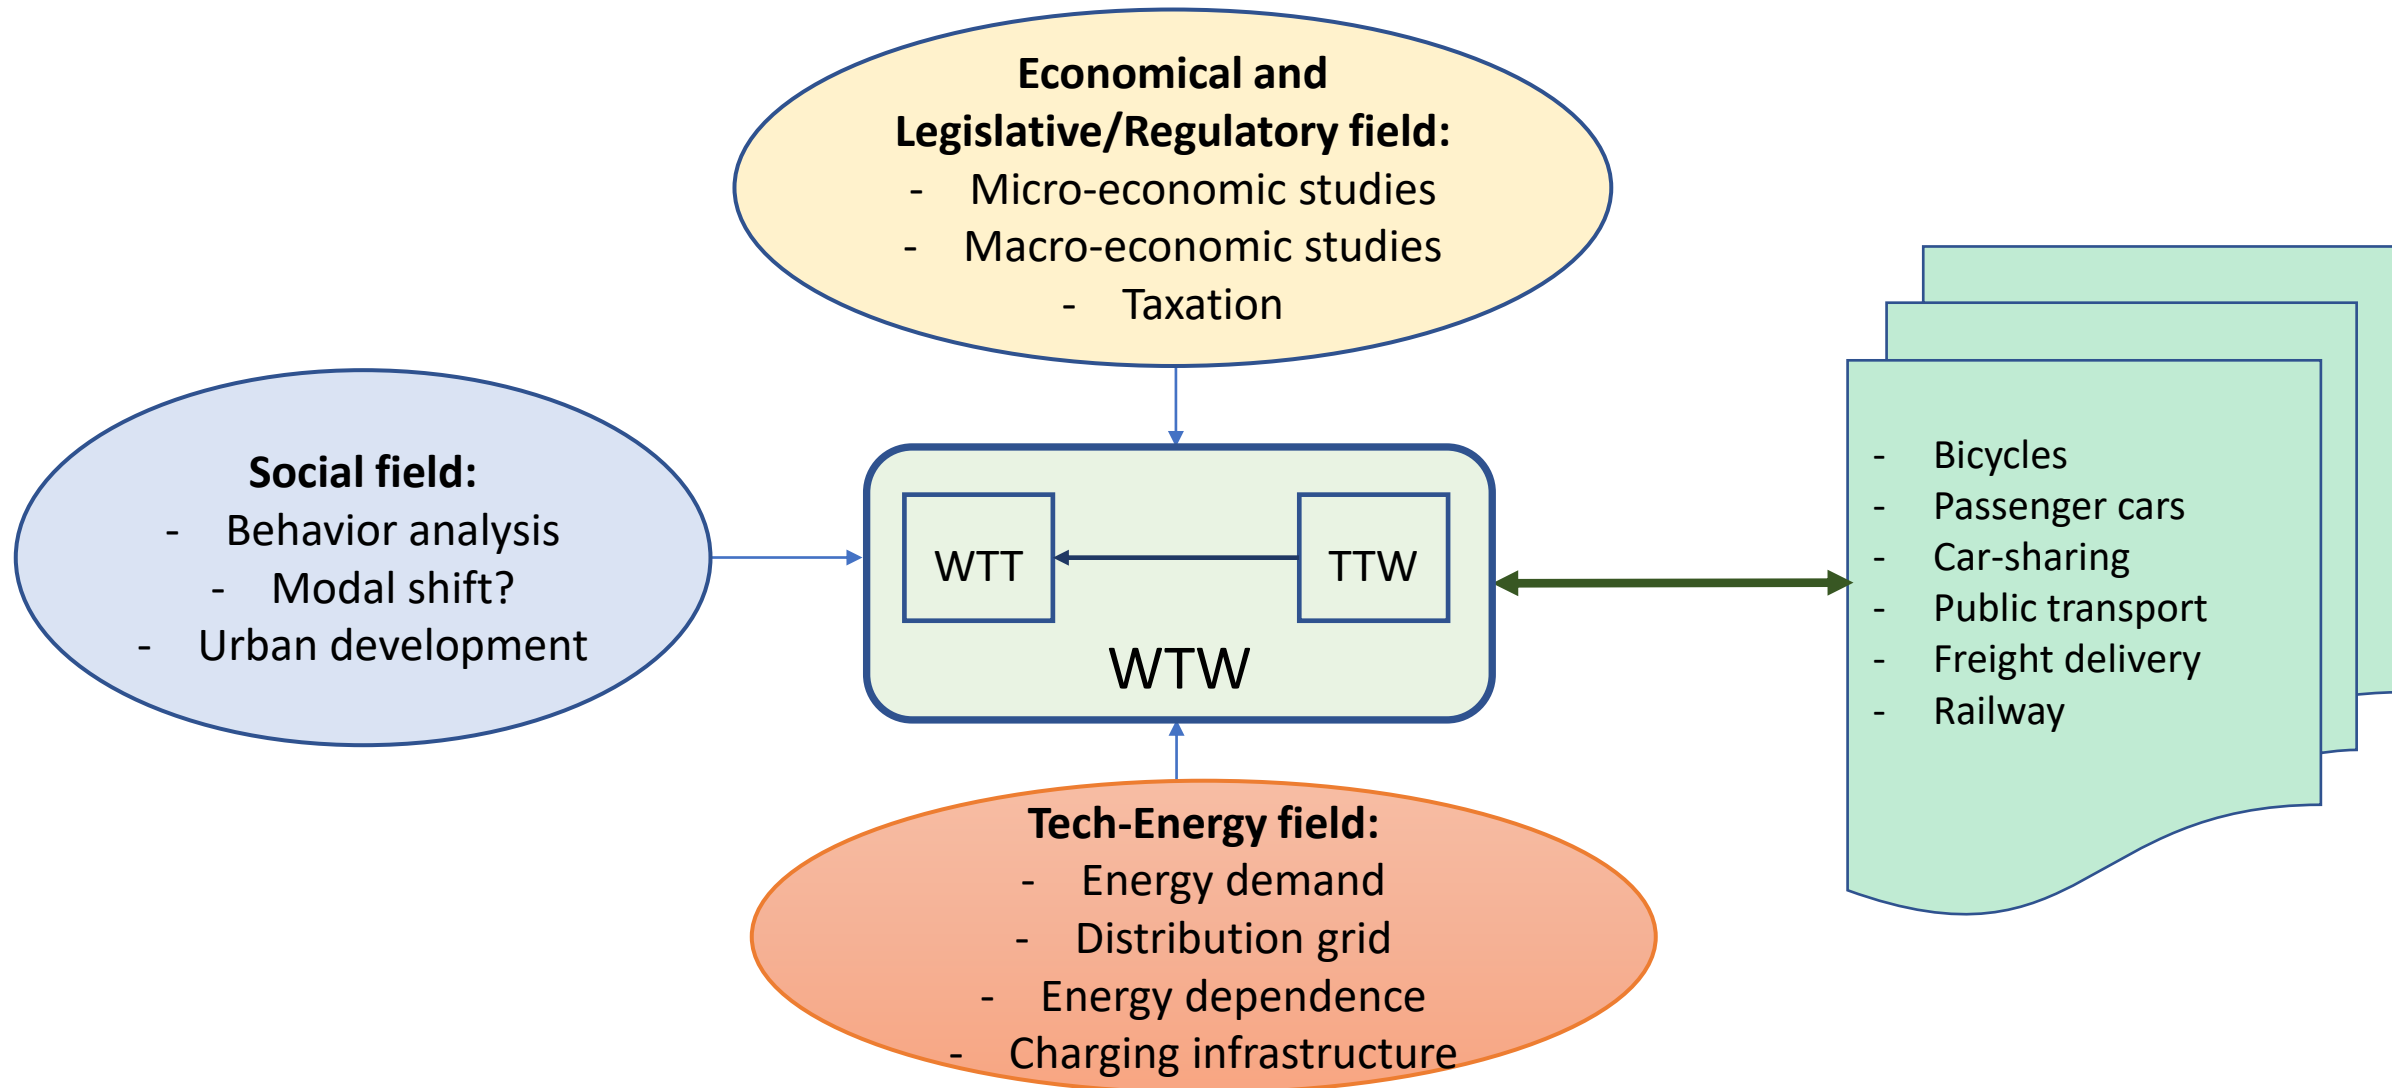 Economical and
Legislative/Regulatory field:
- Micro-economic studies
- Macro-economic studies
- Taxation
Social field:
- Behavior analysis
- Modal shift?
- Urban development
WTT
TTW
WTW
- Bicycles
- Passenger cars
- Car-sharing
- Public transport
- Freight delivery
- Railway
Tech-Energy field:
- Energy demand
- Distribution grid
- Energy dependence
- Charging infrastructure